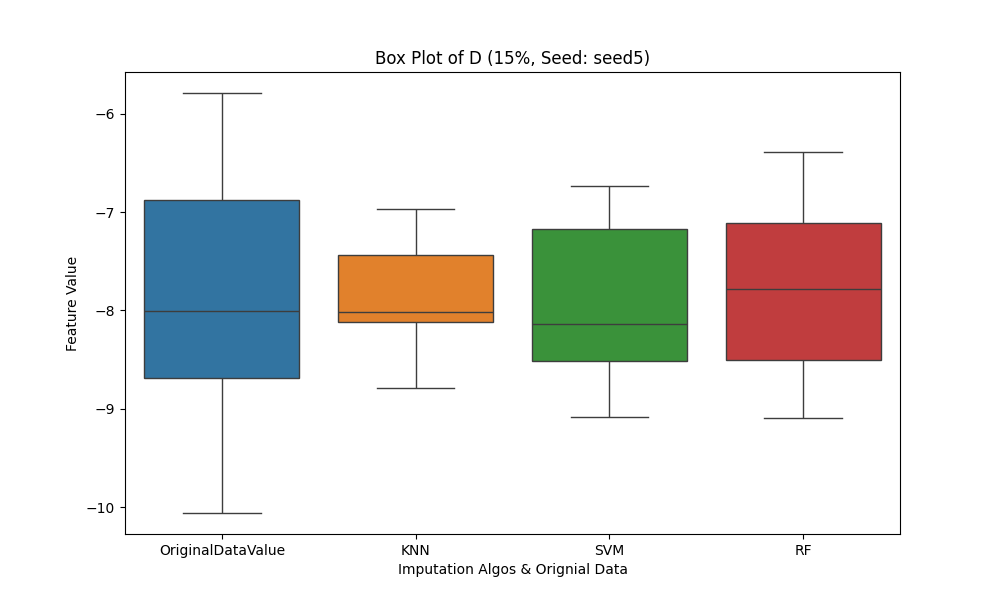 Box Plot of D (15%, Seed: seed5)
−6
−7
−8
−9
−10
Feature Value
OriginalDataValue
KNN
SVM
RF
Imputation Algos & Orignial Data